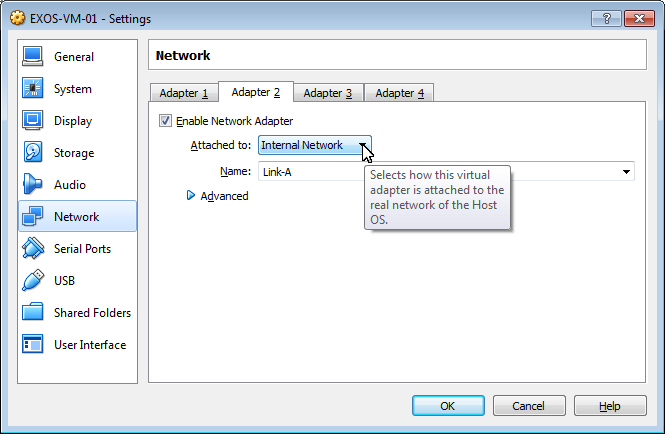 EXOS-VM-01 - Settings
?
General
System
Display
Storage
Audio
Network
Serial Ports
USB
Shared Folders
User Interface
Network
Adapter 1 Adapter 2 Adapter 3 Adapter 4
Enable Network Adapter
Attached to: Internal Network
Name: Link-A
Advanced
Selects how this virtual
adapter is attached to the
real network of the Host
OS.
OK Cancel Help